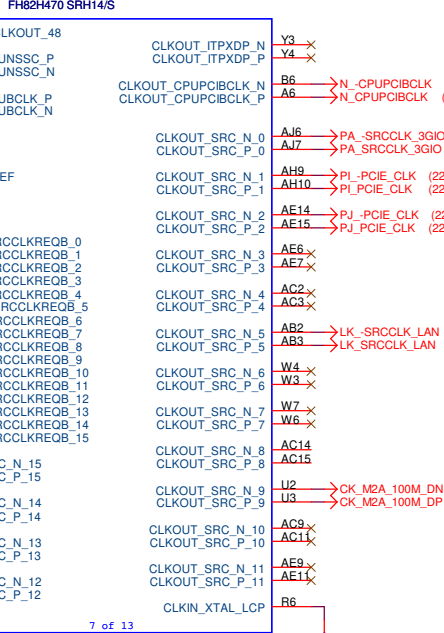 FH82H470 SRH14/S
CLKOUT_48
CLKOUT_ITPXDP_N Y3
UNSSC_P CLKOUT_ITPXDP_P Y4
UNSSC_N
CLKOUT_CPUPCIBCLK_N B6 N_-CPUPCIBCLK
UBCLK_P CLKOUT_CPUPCIBCLK_P A6 N_CPUPCIBCLK (
UBCLK_N
CLKOUT_SRC_N_0 AJ6 PA_-SRCCLK_3GIO
CLKOUT_SRC_P_0 AJ7 PA_SRCCLK_3GIO
EF CLKOUT_SRC_N_1 AH9 PI_-PCIE_CLK (22
CLKOUT_SRC_P_1 AH10 PI_PCIE_CLK (22
CLKOUT_SRC_N_2 AE14 PJ_-PCIE_CLK (22
CLKOUT_SRC_P_2 AE15 PJ_PCIE_CLK (22
RCCLKREQB_0
RCCLKREQB_1 CLKOUT_SRC_N_3 AE6
RCCLKREQB_2 CLKOUT_SRC_P_3 AE7
RCCLKREQB_3
RCCLKREQB_4 CLKOUT_SRC_N_4 AC2
RCCLKREQB_5 CLKOUT_SRC_P_4 AC3
RCCLKREQB_6
RCCLKREQB_7 CLKOUT_SRC_N_5 AB2 LK_-SRCCLK_LAN
RCCLKREQB_8 CLKOUT_SRC_P_5 AB3 LK_SRCCLK_LAN
RCCLKREQB_9
RCCLKREQB_10 CLKOUT_SRC_N_6 W4
RCCLKREQB_11 CLKOUT_SRC_P_6 W3
RCCLKREQB_12
RCCLKREQB_13 CLKOUT_SRC_N_7 W7
RCCLKREQB_14 CLKOUT_SRC_P_7 W6
RCCLKREQB_15
CLKOUT_SRC_N_8 AC14
C_N_15 CLKOUT_SRC_P_8 AC15
C_P_15
CLKOUT_SRC_N_9 U2 CK_M2A_100M_DN
C_N_14 CLKOUT_SRC_P_9 U3 CK_M2A_100M_DP
C_P_14
CLKOUT_SRC_N_10 AC9
C_N_13 CLKOUT_SRC_P_10 AC11
C_P_13
CLKOUT_SRC_N_11 AE9
C_N_12 CLKOUT_SRC_P_11 AE11
C_P_12
CLKIN_XTAL_LCP R6
7 of 13